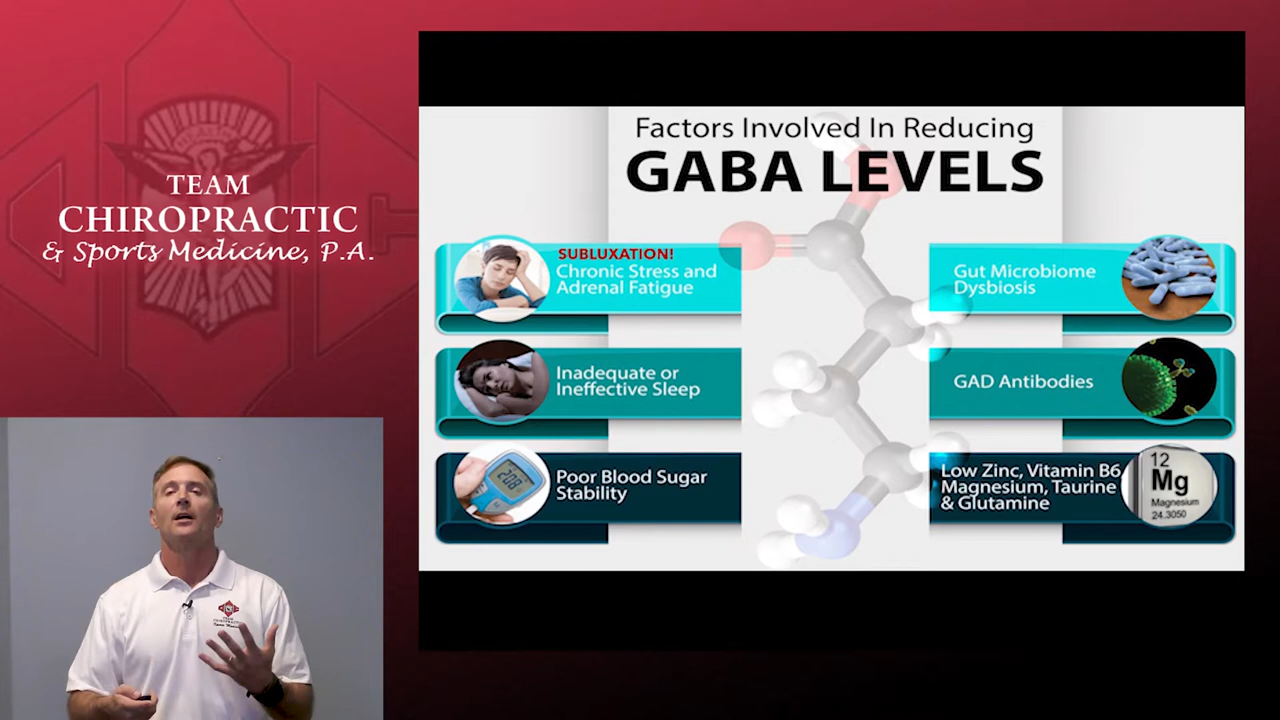 TEAM
CHIROPRACTIC
& Sports Medicine, P.A.
Factors Involved In Reducing
GABA LEVELS
SUBLUXATION!
Chronic Stress and
Adrenal Fatigue
Inadequate or
Ineffective Sleep
Poor Blood Sugar
Stability
208
Gut Microbiome
Dysbiosis
GAD Antibodies
Low Zinc, Vitamin B6
Magnesium, Taurine
& Glutamine
12
Mg
Magnesium
24.3050
TEAM
CHIROPRACTIC